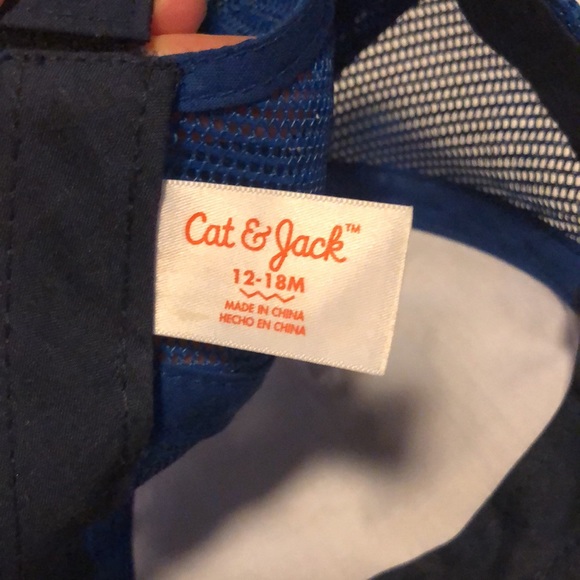 Cat & Jack™
12-18M
MADE IN CHINA
HECHO EN CHINA